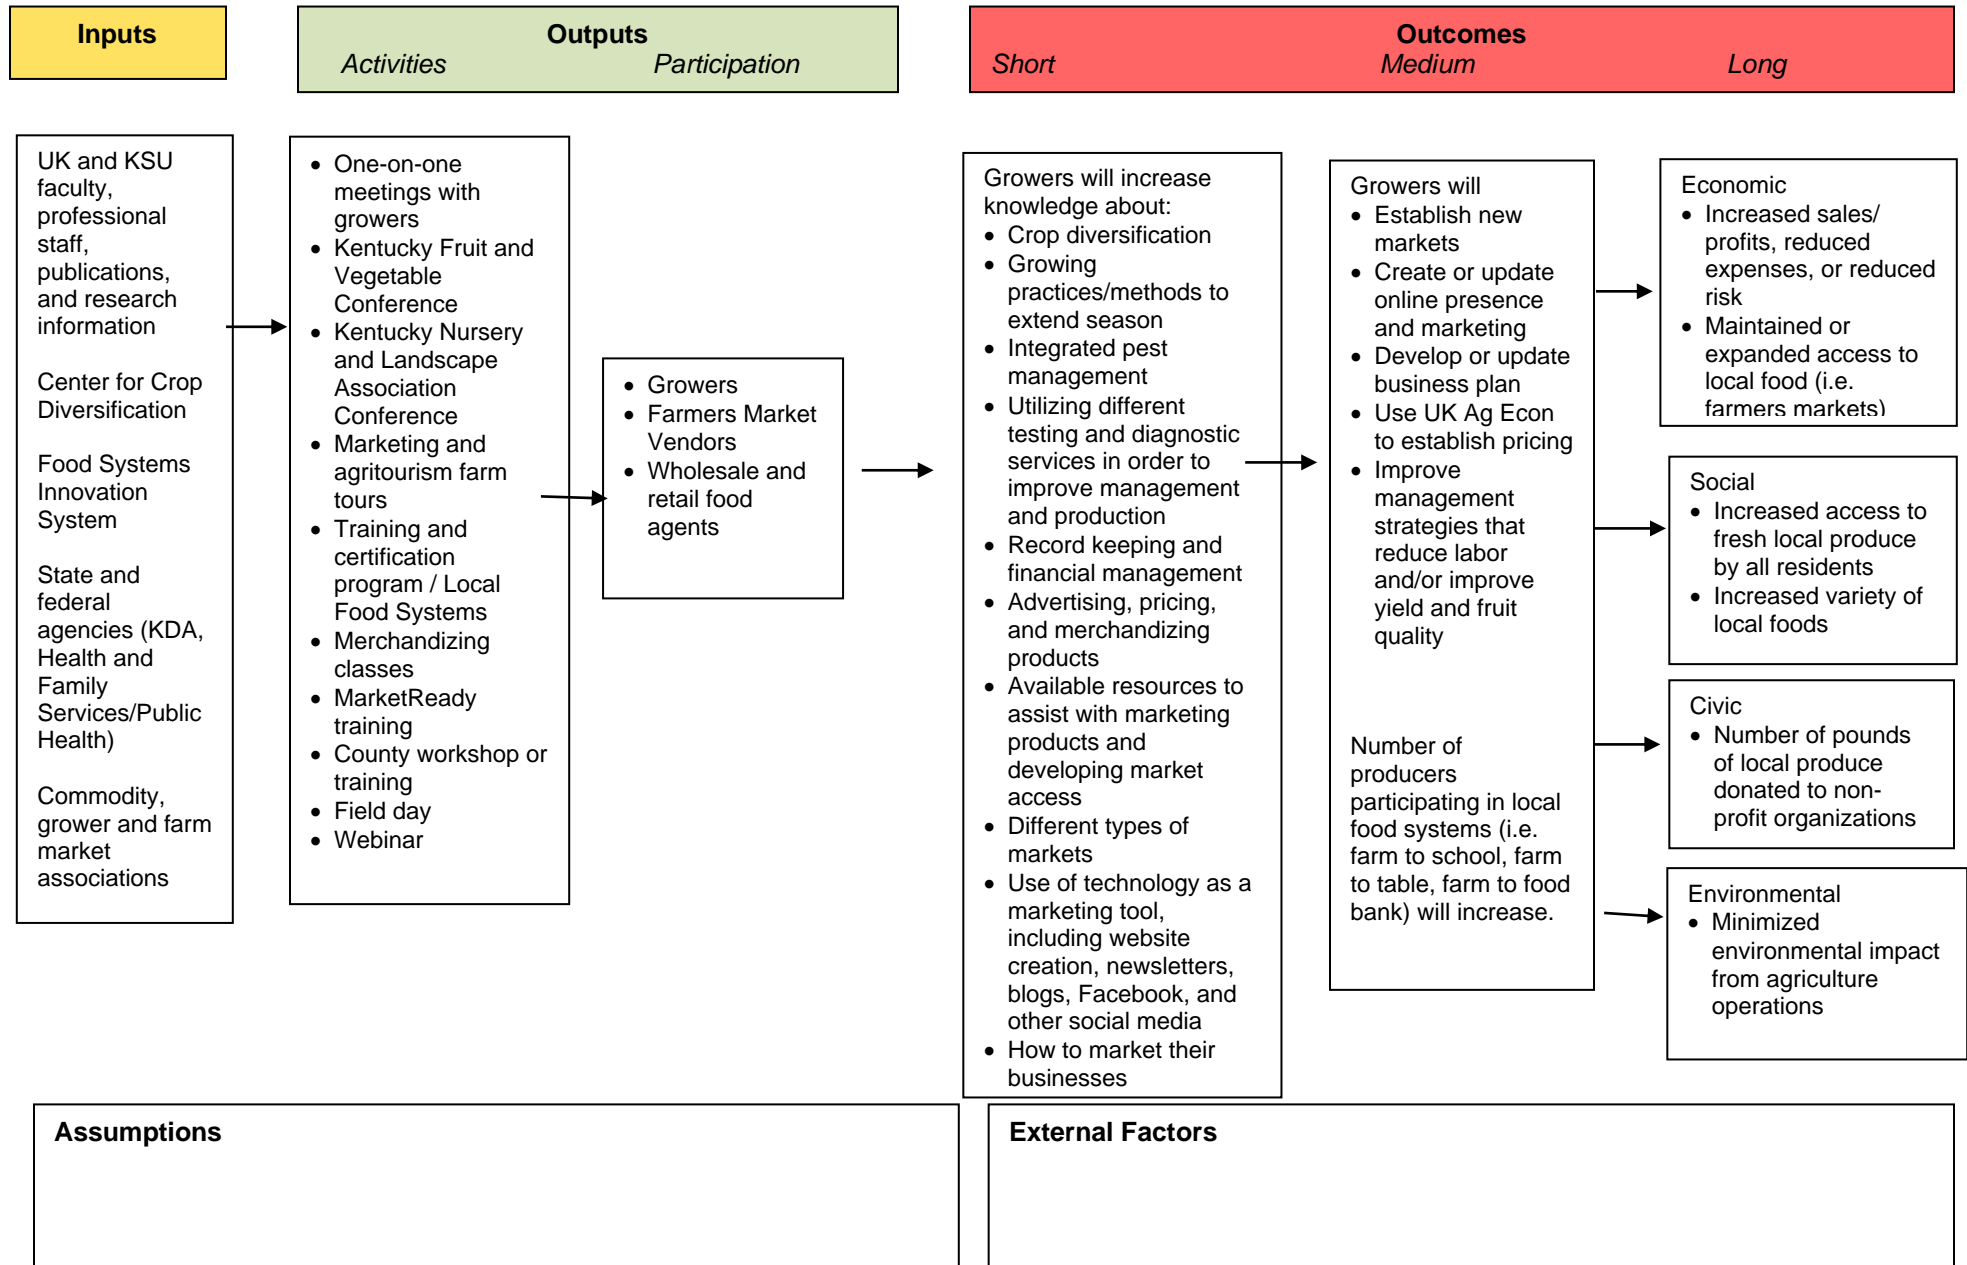 Inputs
Outputs
Activities Participation
Outcomes
Short Medium Long
UK and KSU
faculty,
professional
staff,
publications,
and research
information
Center for Crop
Diversification
Food Systems
Innovation
System
State and
federal
agencies (KDA,
Health and
Family
Services/Public
Health)
Commodity,
grower and farm
market
associations
• One-on-one
meetings with
growers
• Kentucky Fruit and
Vegetable
Conference
• Kentucky Nursery
and Landscape
Association
Conference
• Marketing and
agritourism farm
tours
• Training and
certification
program / Local
Food Systems
• Merchandizing
classes
• MarketReady
training
• County workshop or
training
• Field day
• Webinar
• Growers
• Farmers Market
Vendors
• Wholesale and
retail food
agents
Growers will increase
knowledge about:
• Crop diversification
• Growing
practices/methods to
extend season
• Integrated pest
management
• Utilizing different
testing and diagnostic
services in order to
improve management
and production
• Record keeping and
financial management
• Advertising, pricing,
and merchandizing
products
• Available resources to
assist with marketing
products and
developing market
access
• Different types of
markets
• Use of technology as a
marketing tool,
including website
creation, newsletters,
blogs, Facebook, and
other social media
• How to market their
businesses
Growers will
• Establish new
markets
• Create or update
online presence
and marketing
• Develop or update
business plan
• Use UK Ag Econ
to establish pricing
• Improve
management
strategies that
reduce labor
and/or improve
yield and fruit
quality
Number of
producers
participating in local
food systems (i.e.
farm to school, farm
to table, farm to food
bank) will increase.
Economic
• Increased sales/
profits, reduced
expenses, or reduced
risk
• Maintained or
expanded access to
local food (i.e.
farmers markets)
Social
• Increased access to
fresh local produce
by all residents
• Increased variety of
local foods
Civic
• Number of pounds
of local produce
donated to non-
profit organizations
Environmental
• Minimized
environmental impact
from agriculture
operations
Assumptions
External Factors